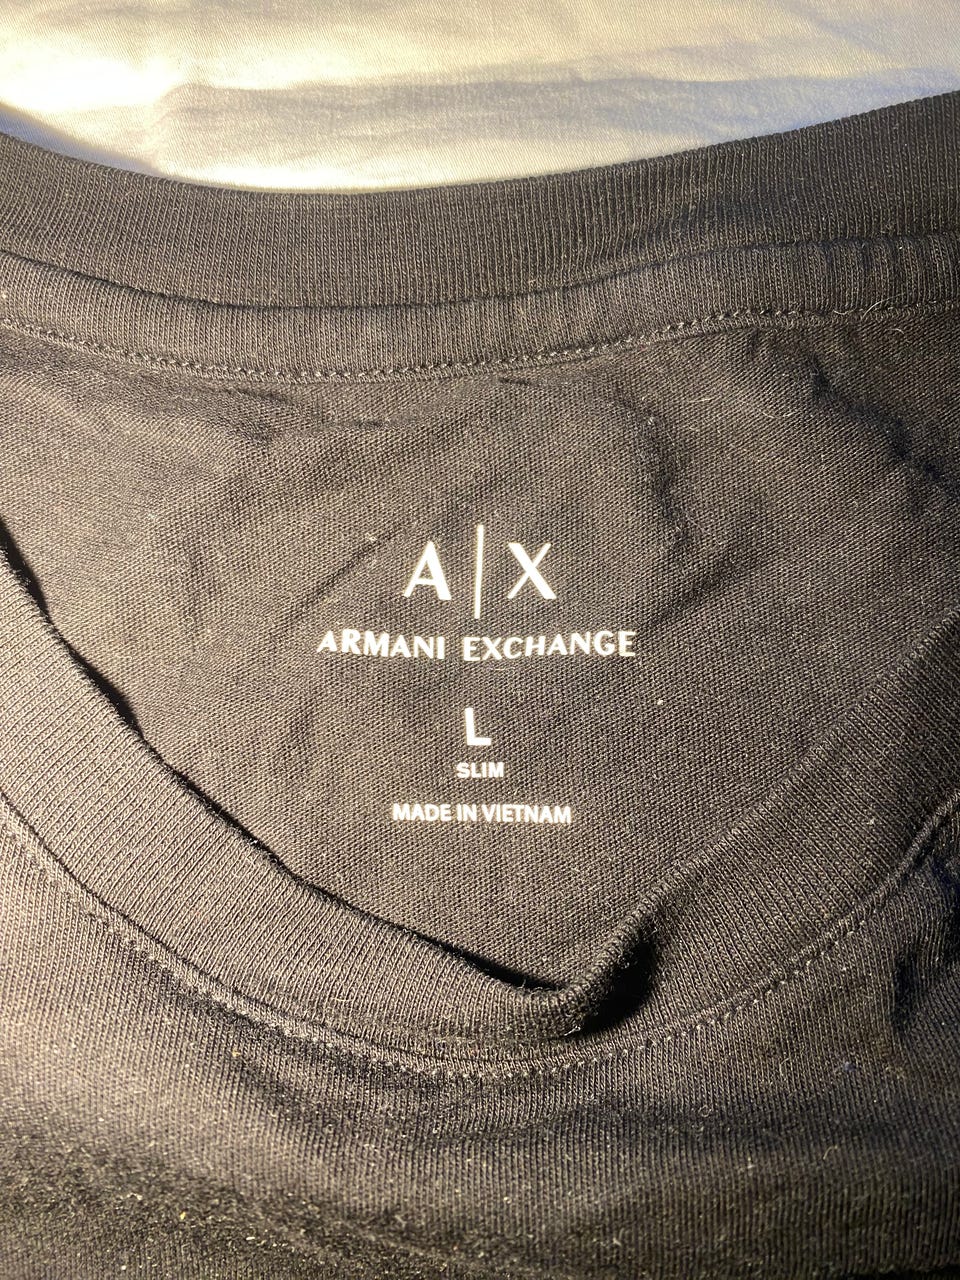 A|X
ARMANI EXCHANGE
L
SLIM
MADE IN VIETNAM